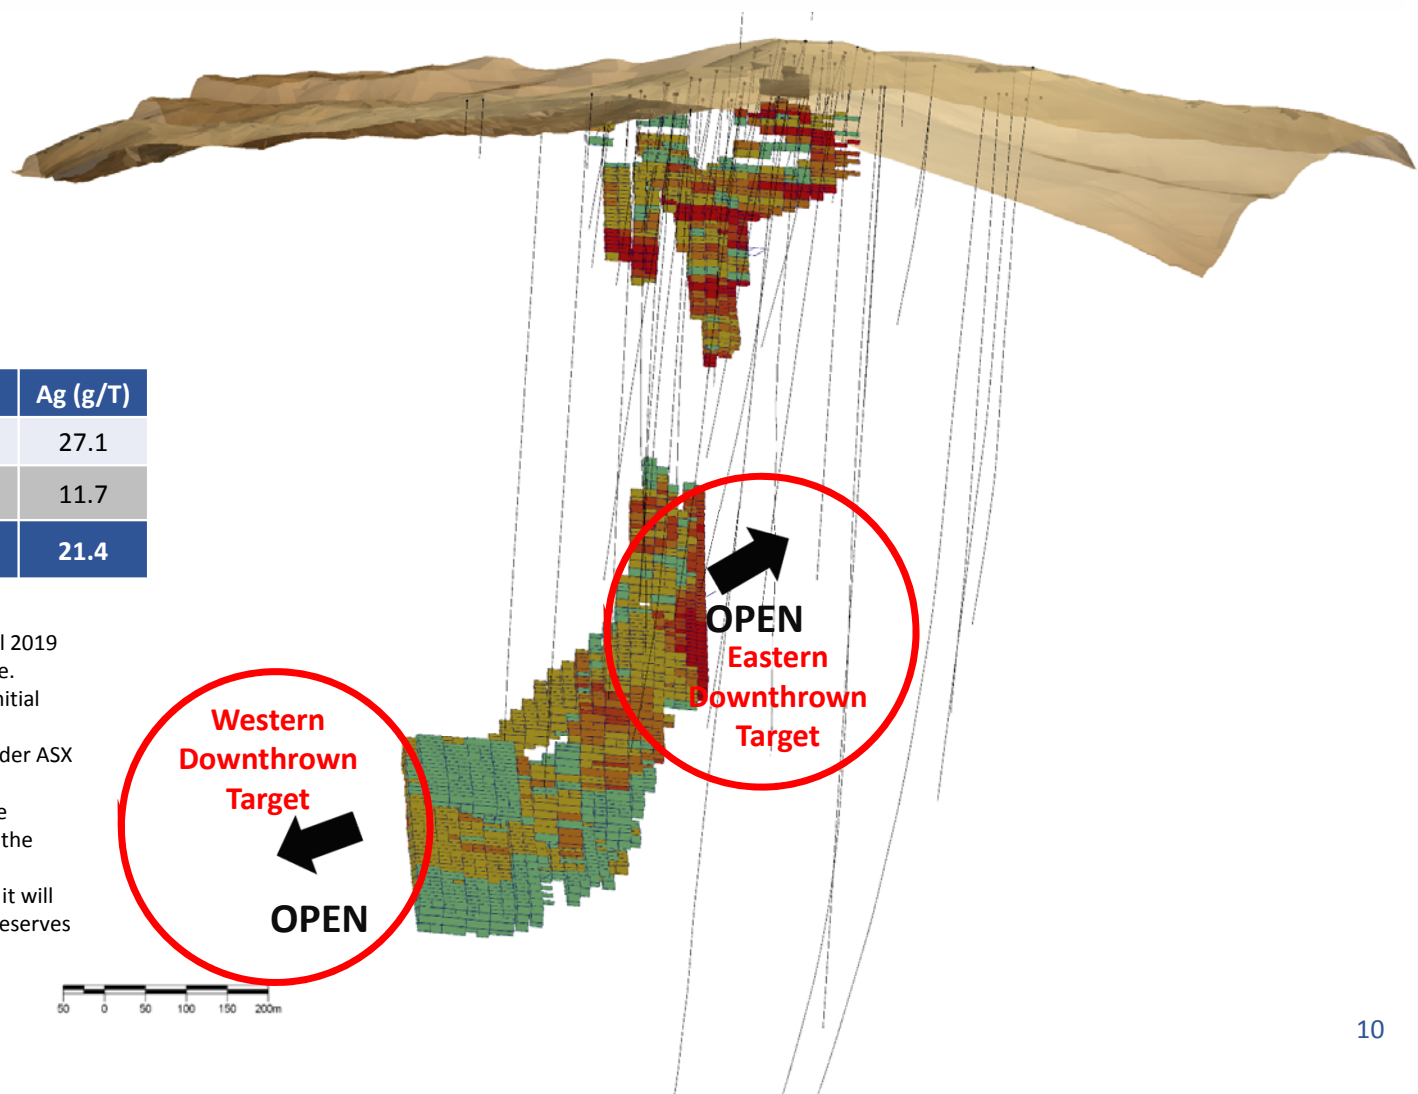 Ag (g/T)
27.1
11.7
21.4
l 2019
e.
nitial
der ASX
e
the
it will
eserves
OPEN
Eastern
Downthrown
Target
Western
Downthrown
Target
OPEN
50 0 50 100 150 200m
10